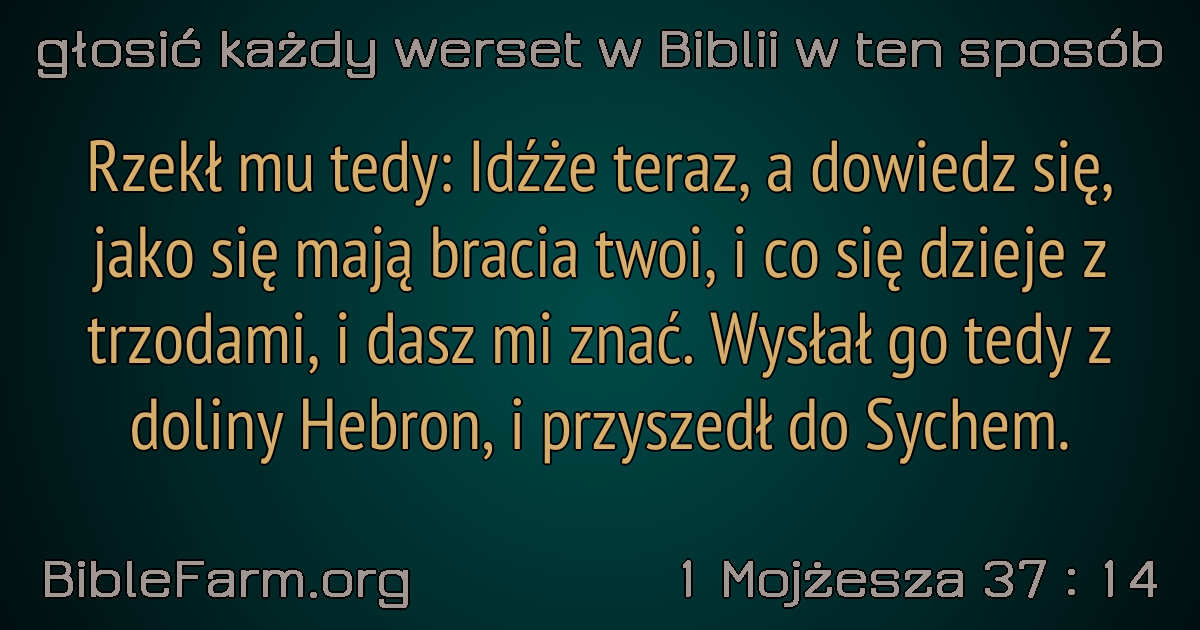 głosić każdy werset w Biblii w ten sposób
Rzekł mu tedy: Idźże teraz, a dowiedz się,
jako się mają bracia twoi, i co się dzieje z
trzodami, i dasz mi znać. Wysłał go tedy z
doliny Hebron, i przyszedł do Sychem.
BibleFarm.org
1 Mojżesza 37 : 14